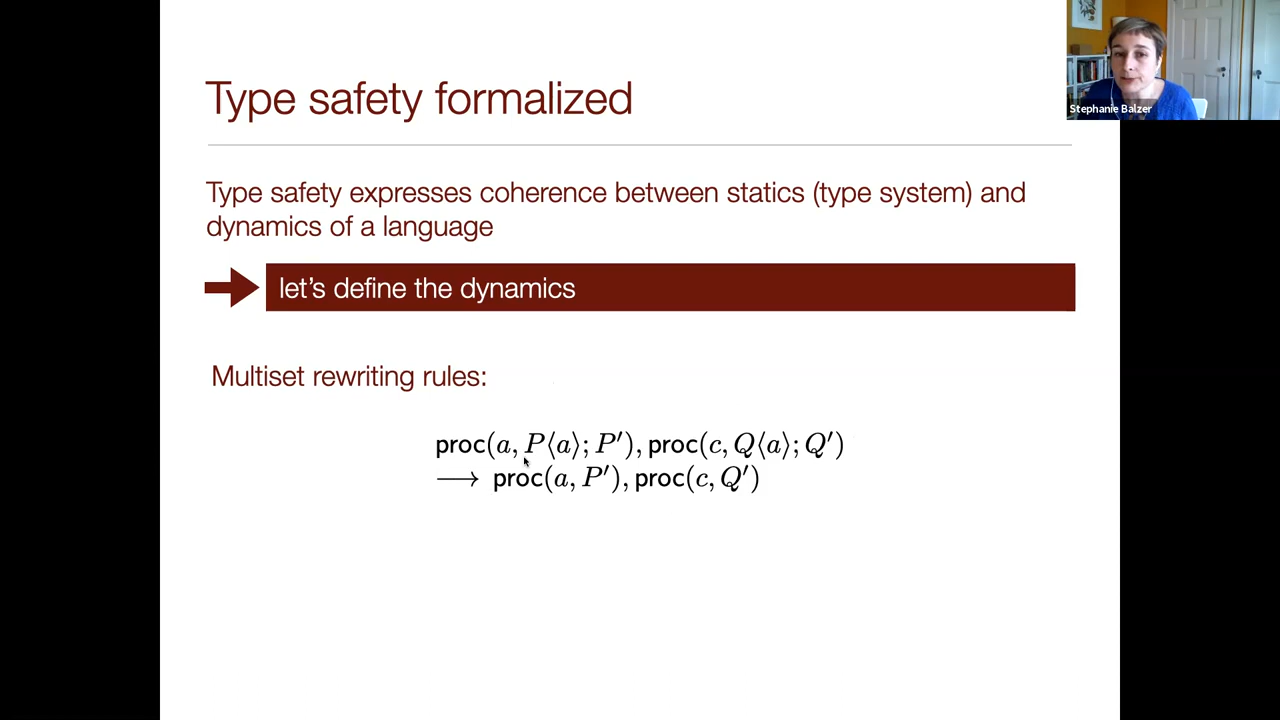 Type safety formalized
Stephanie Balzer
Type safety expresses coherence between statics (type system) and
dynamics of a language
let's define the dynamics
Multiset rewriting rules:
proc(a, P⟨a⟩; P′), proc(c, Q⟨a⟩; Q′)
⟶ proc(a, P′), proc(c, Q′)